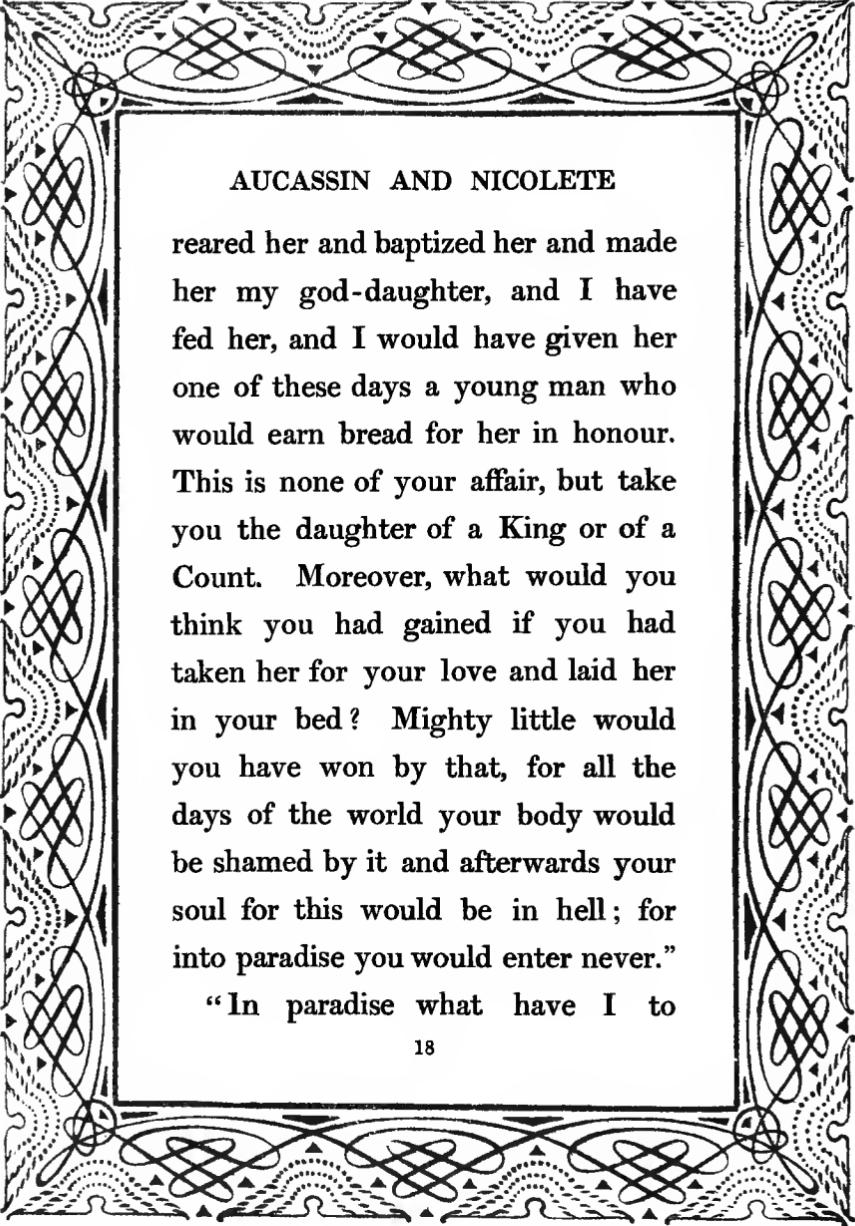 AUCASSIN AND NICOLETE
reared her and baptized her and made
her my god-daughter, and I have
fed her, and I would have given her
one of these days a young man who
would earn bread for her in honour.
This is none of your affair, but take
you the daughter of a King or of a
Count. Moreover, what would you
think you had gained if you had
taken her for your love and laid her
in your bed? Mighty little would
you have won by that, for all the
days of the world your body would
be shamed by it and afterwards your
soul for this would be in hell; for
into paradise you would enter never.”
“In paradise what have I to
18